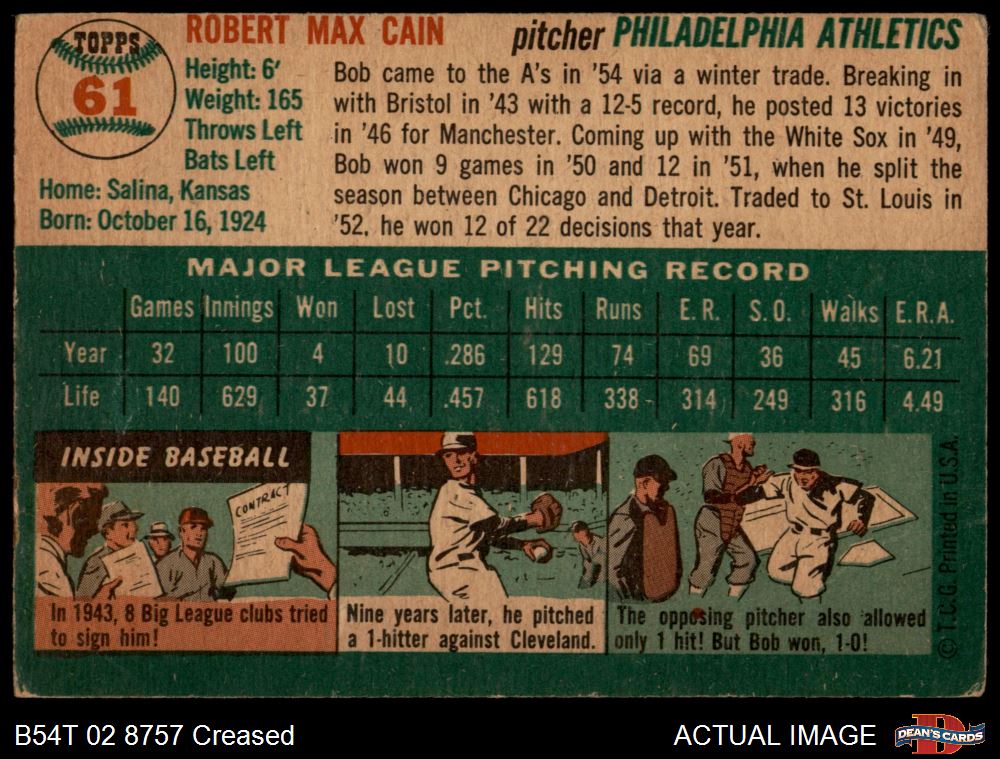 TOPPS
61
ROBERT MAX CAIN
pitcher PHILADELPHIA ATHLETICS
Height: 6'
Weight: 165
Throws Left
Bats Left
Home: Salina, Kansas
Born: October 16, 1924
Bob came to the A's in '54 via a winter trade. Breaking in
with Bristol in '43 with a 12-5 record, he posted 13 victories
in '46 for Manchester. Coming up with the White Sox in '49,
Bob won 9 games in '50 and 12 in '51, when he split the
season between Chicago and Detroit. Traded to St. Louis in
'52, he won 12 of 22 decisions that year.
MAJOR LEAGUE PITCHING RECORD
Games Innings Won Lost Pct. Hits Runs E.R. S.O. Walks E.R.A.
Year 32 100 4 10 .286 129 74 69 36 45 6.21
Life 140 629 37 44 .457 618 338 314 249 316 4.49
INSIDE BASEBALL
CONTRACT
In 1943, 8 Big League clubs tried
to sign him!
Nine years later, he pitched
a 1-hitter against Cleveland.
The opposing pitcher also allowed
only 1 hit! But Bob won, 1-0!
© T.C.G. Printed in U.S.A.
B54T 02 8757 Creased
ACTUAL IMAGE
DEAN'S CARDS